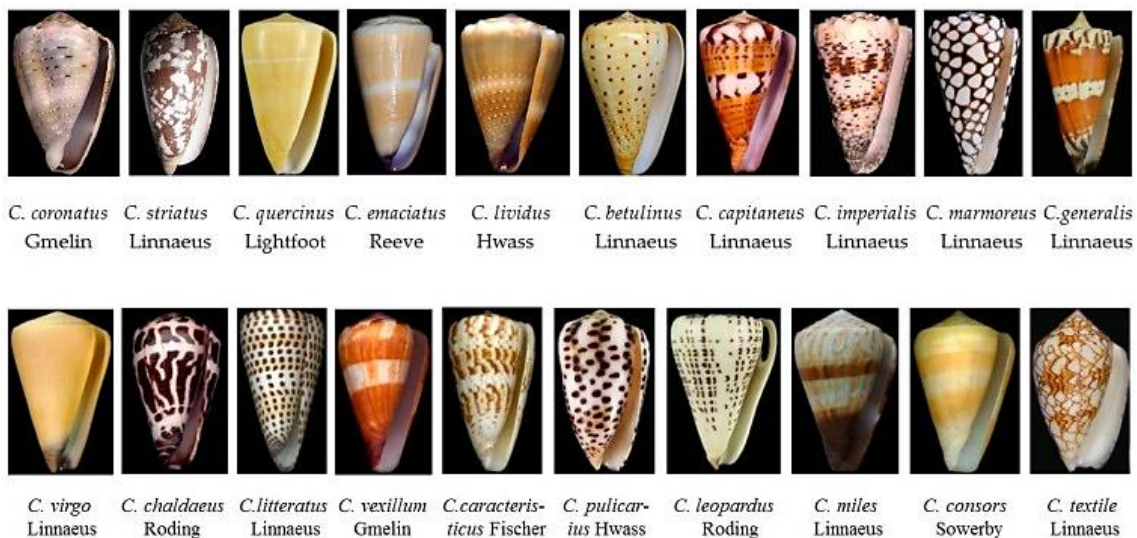 C. coronatus C. striatus C. quercinus C. emaciatus C. lividus C. betulinus C. capitaneus C. imperialis C. marmoreus C.generalis
Gmelin Linnaeus Lightfoot Reeve Hwass Linnaeus Linnaeus Linnaeus Linnaeus Linnaeus
C. virgo C. chaldaeus C.litteratus C. vexillum C.caracteris- C. pulicar- C. leopardus C. miles C. consors C. textile
Linnaeus Roding Linnaeus Gmelin ticus Fischer ius Hwass Roding Linnaeus Sowerby Linnaeus